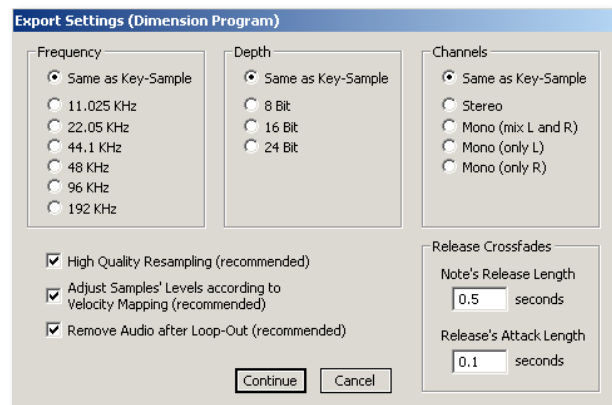 Export Settings (Dimension Program)
Frequency
Same as Key-Sample
11.025 KHz
22.05 KHz
44.1 KHz
48 KHz
96 KHz
192 KHz
Depth
Same as Key-Sample
8 Bit
16 Bit
24 Bit
Channels
Same as Key-Sample
Stereo
Mono (mix L and R)
Mono (only L)
Mono (only R)
High Quality Resampling (recommended)
Adjust Samples' Levels according to
Velocity Mapping (recommended)
Remove Audio after Loop-Out (recommended)
Release Crossfades
Note's Release Length
0.5 seconds
Release's Attack Length
0.1 seconds
Continue
Cancel